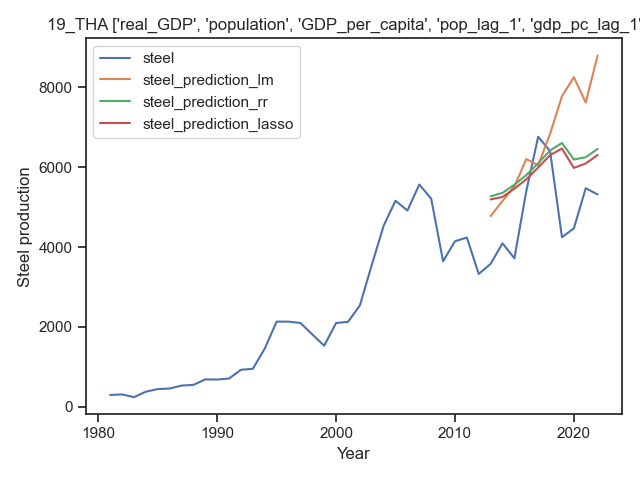 19_THA ['real_GDP', 'population', 'GDP_per_capita', 'pop_lag_1', 'gdp_pc_lag_1'
steel
steel_prediction_lm
steel_prediction_rr
steel_prediction_lasso
Steel production
8000
6000
4000
2000
0
1980
1990
2000
2010
2020
Year